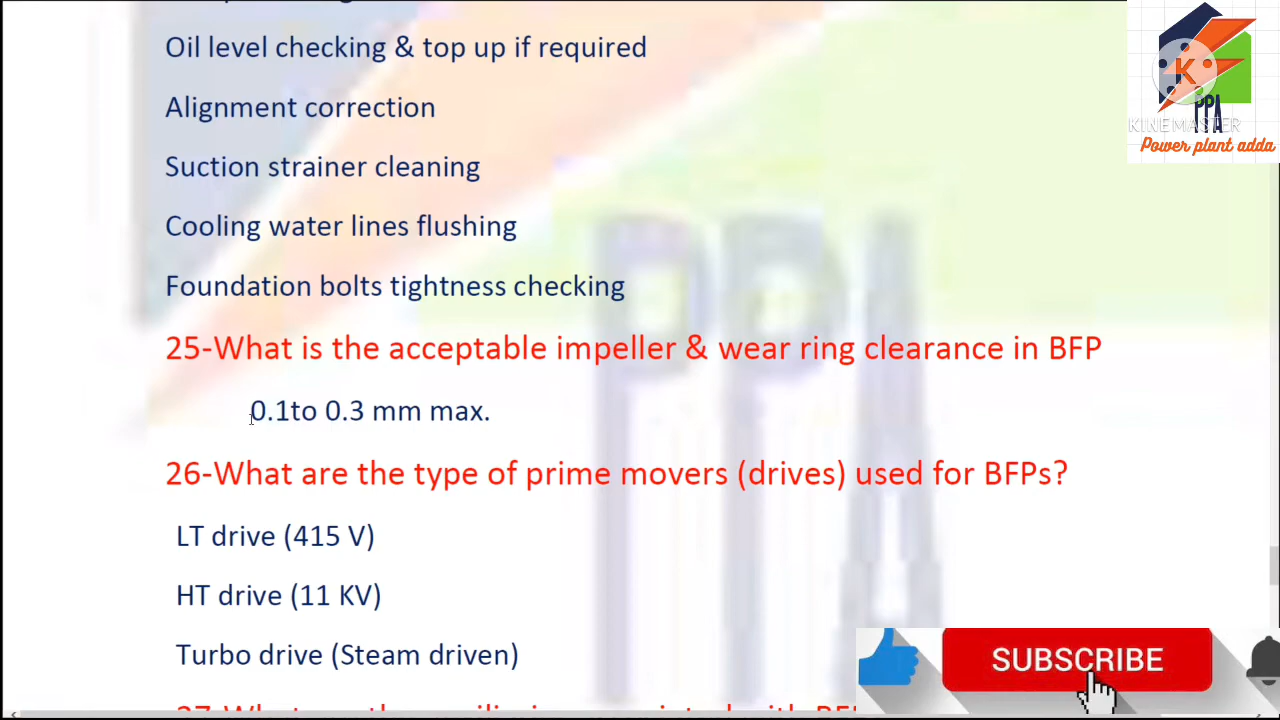 Oil level checking & top up if required
Alignment correction
Suction strainer cleaning
Cooling water lines flushing
Foundation bolts tightness checking
25-What is the acceptable impeller & wear ring clearance in BFP
0.1to 0.3 mm max.
26-What are the type of prime movers (drives) used for BFPs?
LT drive (415 V)
HT drive (11 KV)
Turbo drive (Steam driven)
PPA
K
PPA
KINEMASTER
Power plant adda
SUBSCRIBE